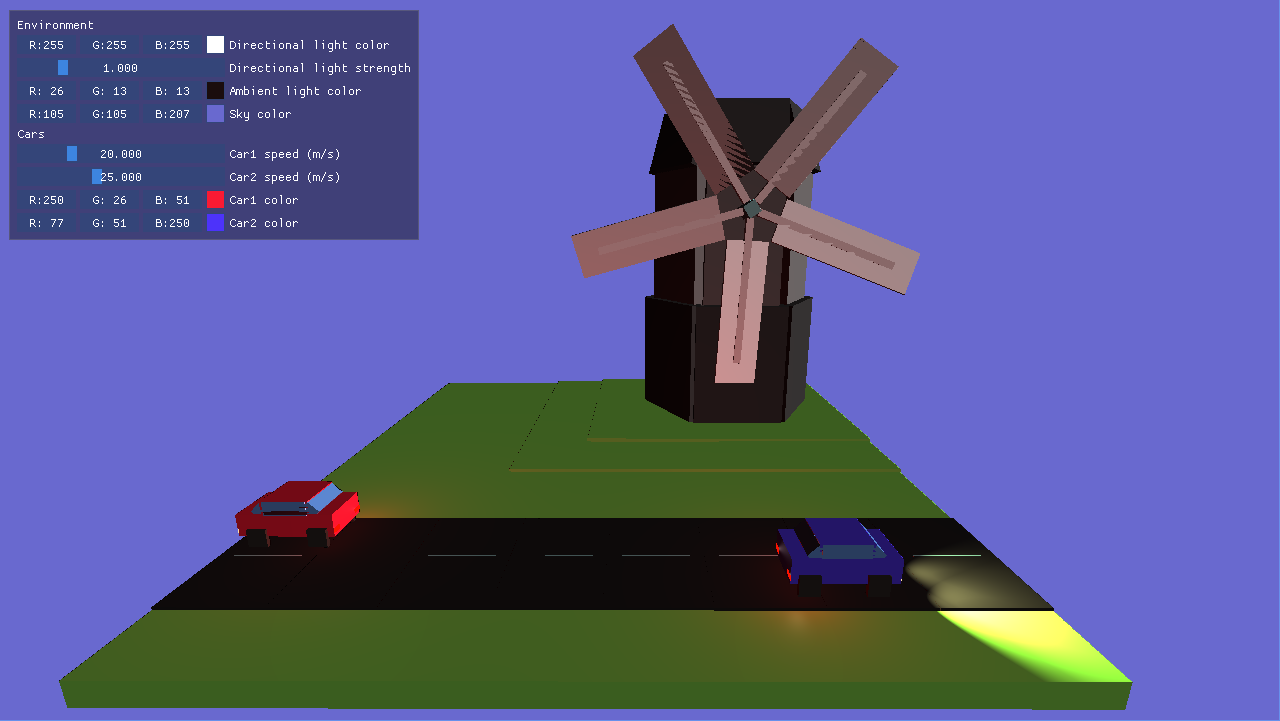 Environment
R:255 G:255 B:255 Directional light color
1.000 Directional light strength
R: 26 G: 13 B: 13 Ambient light color
R:105 G:105 B:207 Sky color
Cars
20.000 Car1 speed (m/s)
25.000 Car2 speed (m/s)
R:250 G: 26 B: 51 Car1 color
R: 77 G: 51 B:250 Car2 color